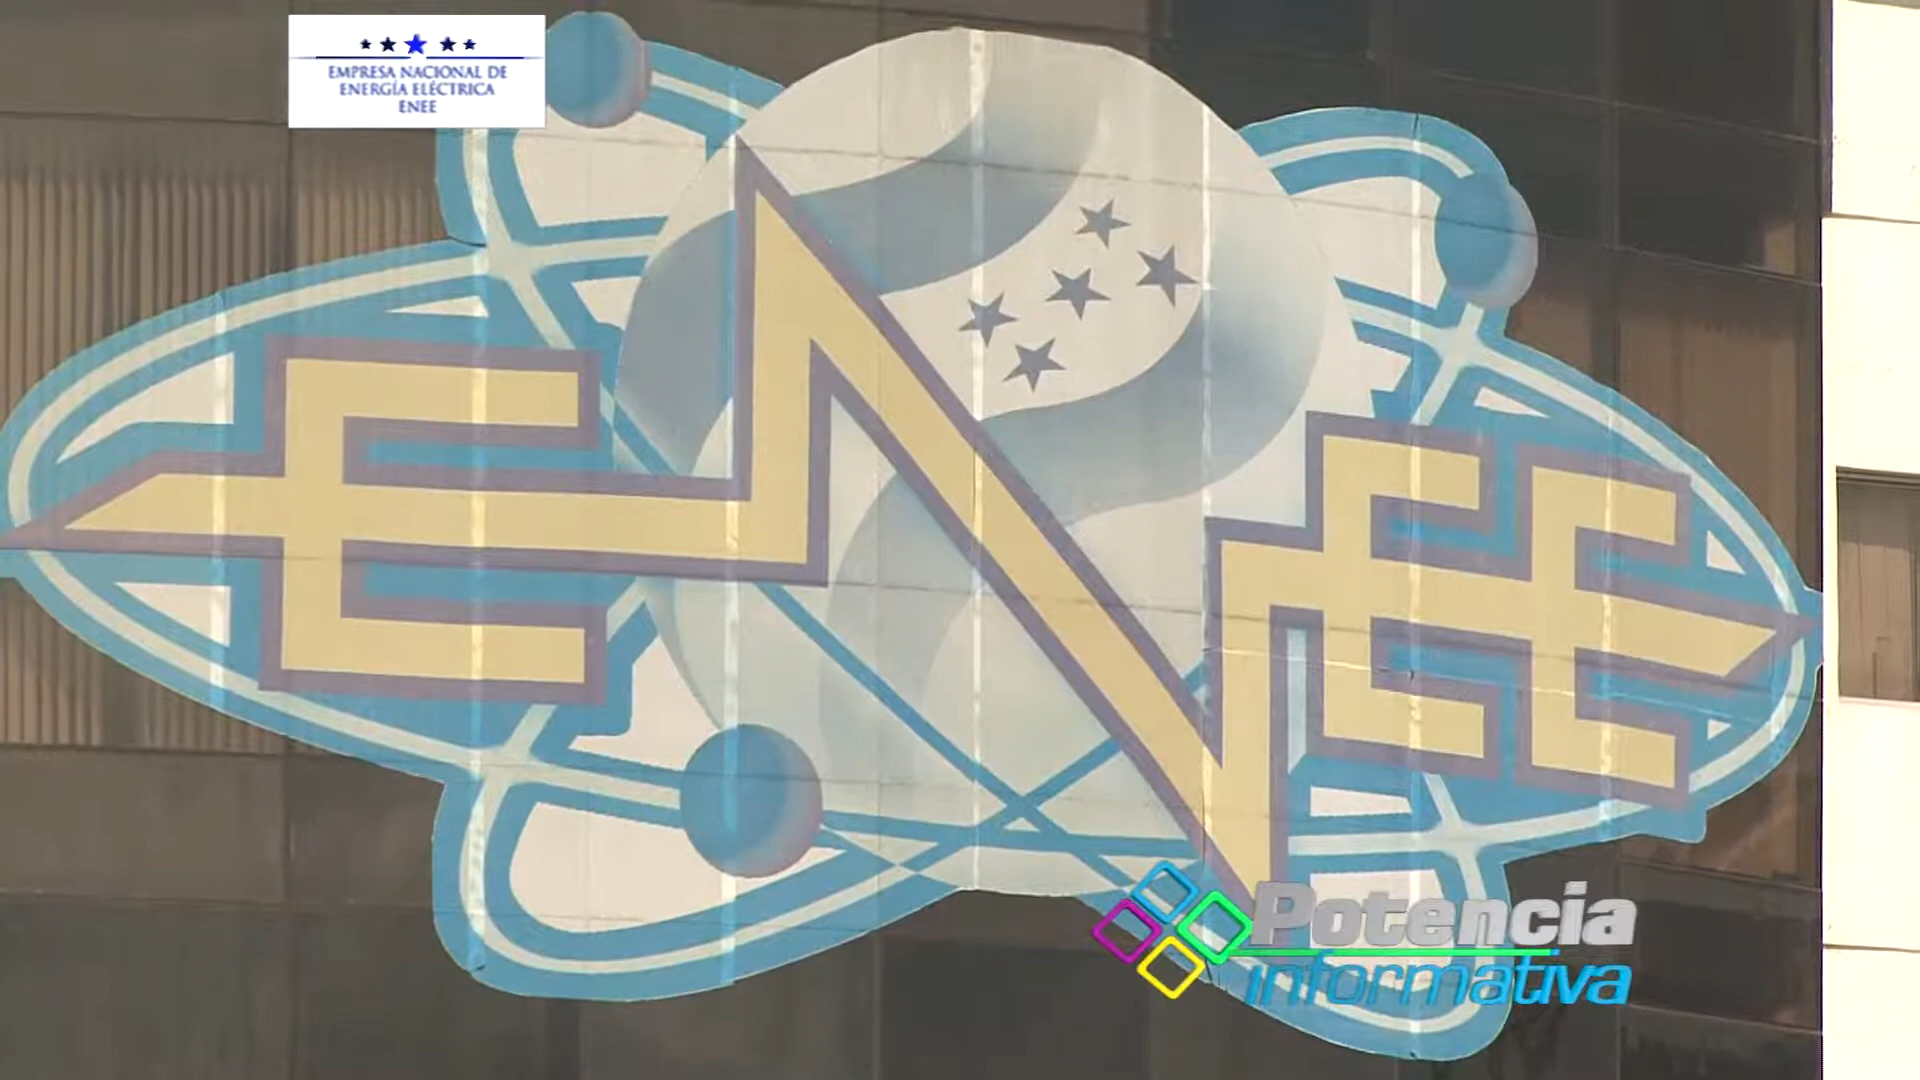 EMPRESA NACIONAL DE
ENERGÍA ELÉCTRICA
ENEE
ENEE
Potencia
informativa